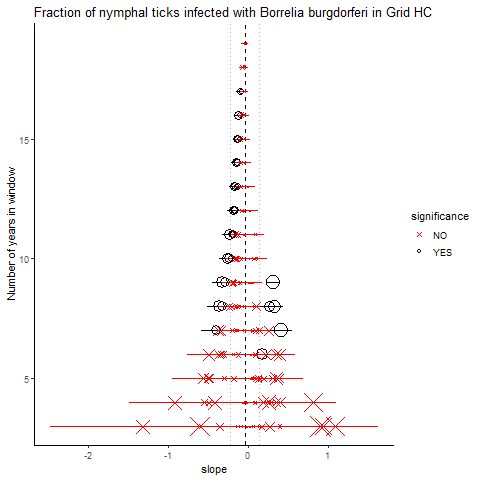 Fraction of nymphal ticks infected with Borrelia burgdorferi in Grid HC
Number of years in window
15
10
5
-2 -1 0 1
slope
significance
NO
YES